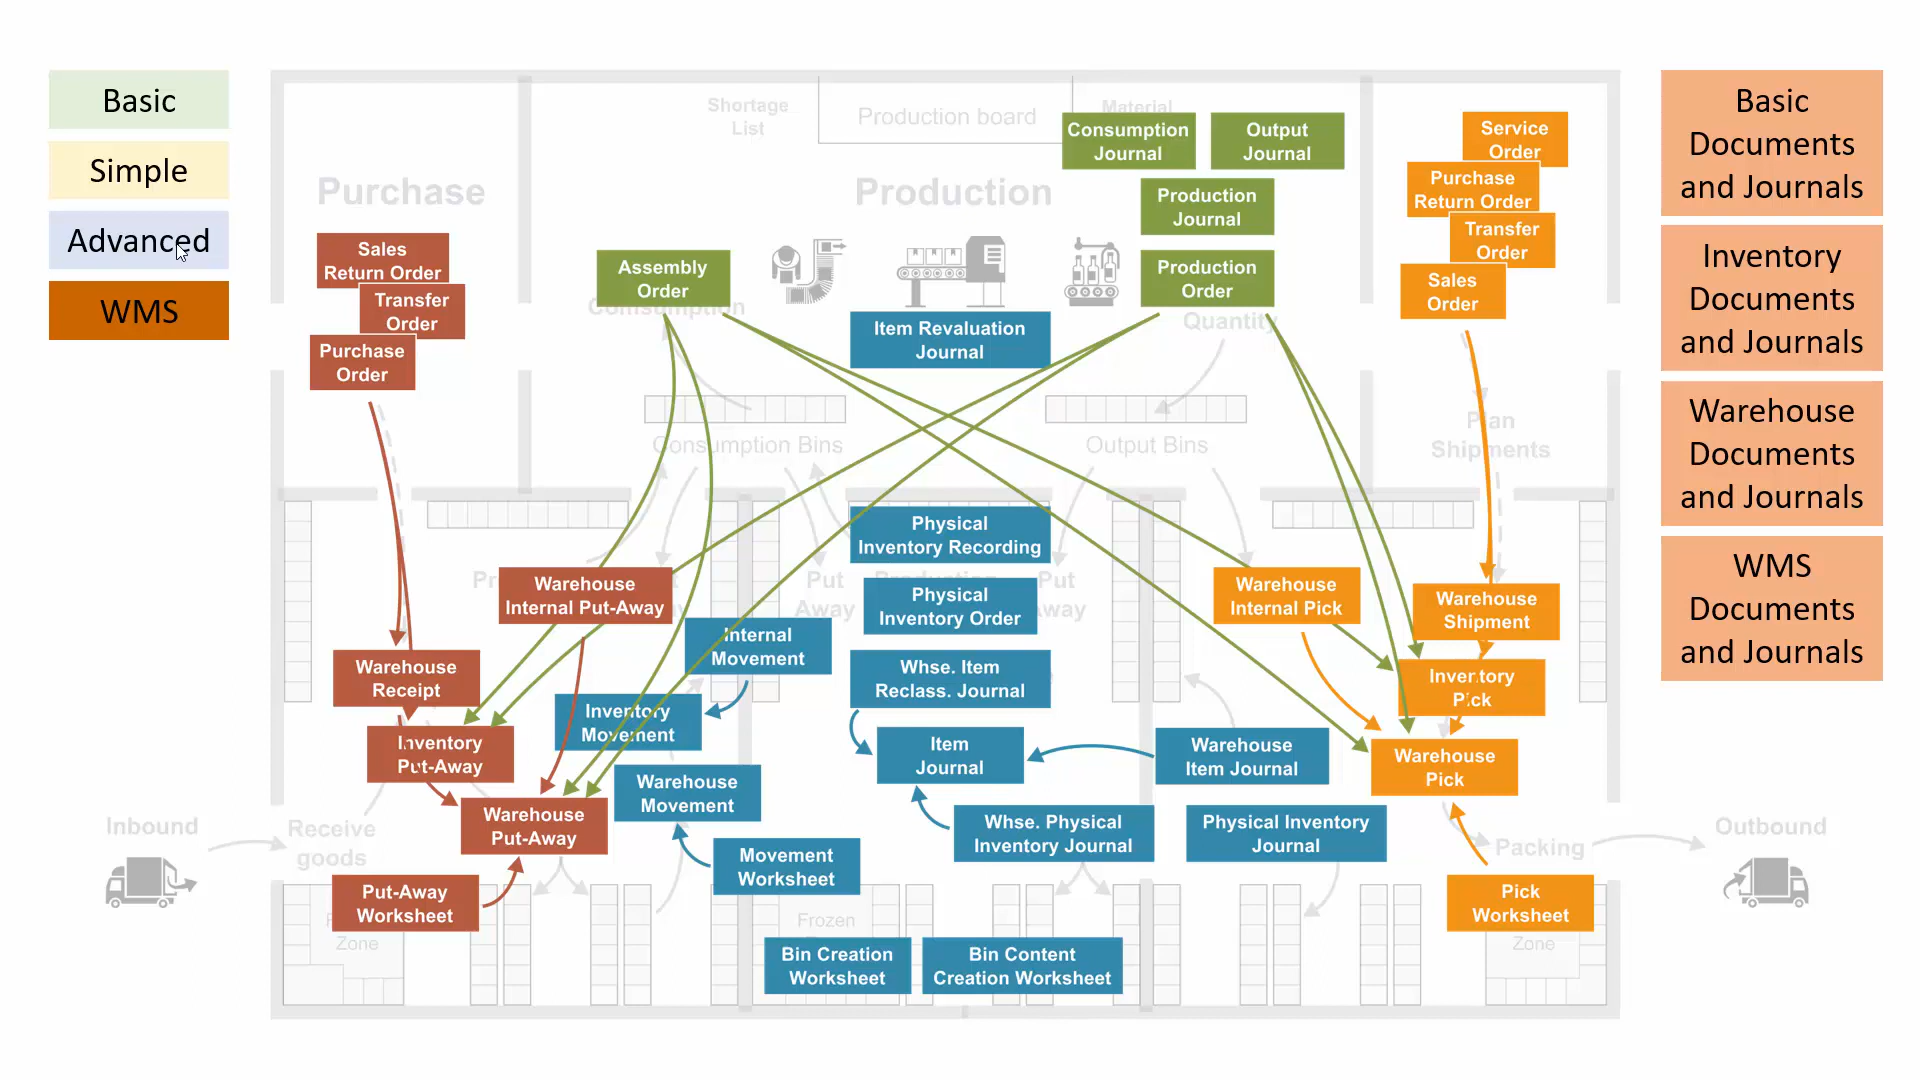 Basic
Simple
Advanced
WMS
Purchase
Sales
Return Order
Transfer
Order
Purchase
Order
Shortage
List
Production board
Material
Consumption
Journal
Output
Journal
Production
Production
Journal
Assembly
Order
Consumption
Production
Order
Quantity
Item Revaluation
Journal
Service
Order
Purchase
Return Order
Transfer
Order
Sales
Order
Consumption Bins
Output Bins
Plan
Shipments
Physical
Inventory Recording
Put
Away
Put
Away
Physical
Inventory Order
Warehouse
Internal Put-Away
Internal
Movement
Whse. Item
Reclass. Journal
Warehouse
Internal Pick
Warehouse
Shipment
Warehouse
Receipt
Inventory
Movement
Inventory
Pick
Inventory
Put-Away
Item
Journal
Warehouse
Item Journal
Warehouse
Pick
Warehouse
Movement
Warehouse
Put-Away
Whse. Physical
Inventory Journal
Physical Inventory
Journal
Inbound
Receive
goods
Packing
Outbound
Movement
Worksheet
Put-Away
Worksheet
Zone
Frozen
Pick
Worksheet
Zone
Bin Creation
Worksheet
Bin Content
Creation Worksheet
Basic
Documents
and Journals
Inventory
Documents
and Journals
Warehouse
Documents
and Journals
WMS
Documents
and Journals